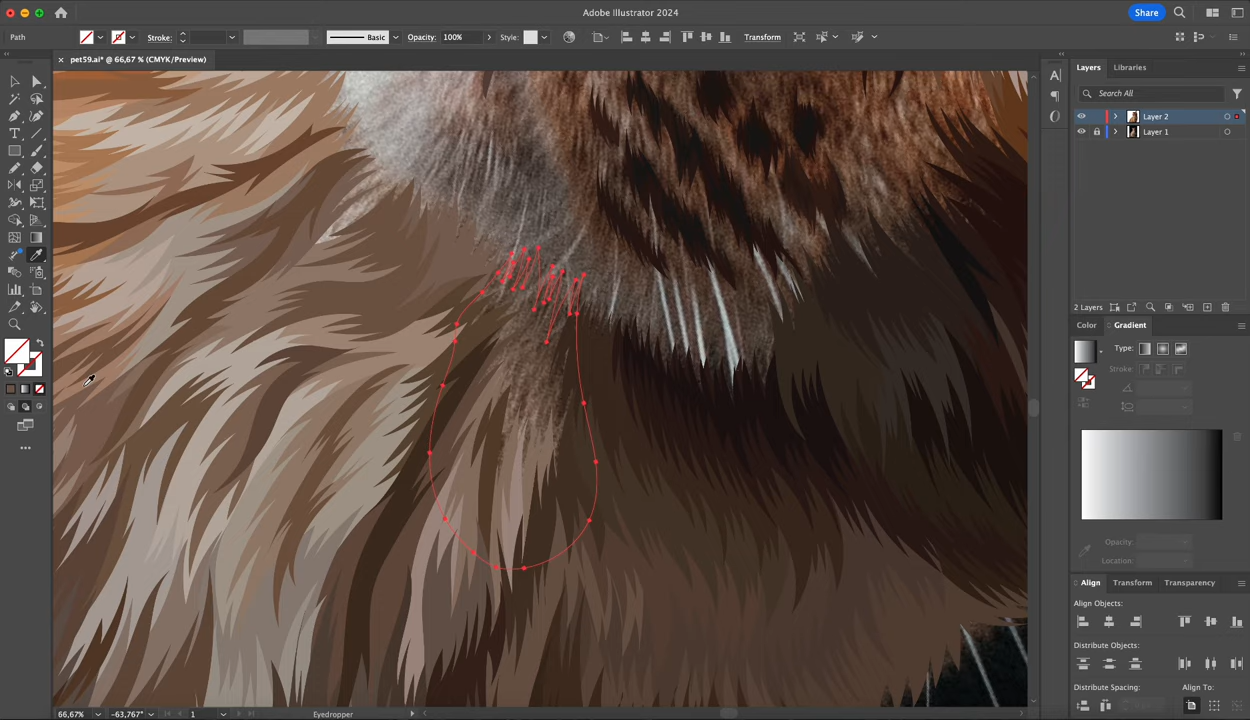 Adobe Illustrator 2024
Share
Path
Stroke:
Basic
Opacity:
100%
Style:
Transform
× pet59.ai* @ 66,67 % (CMYK/Preview)
Layers
Libraries
Search All
Layer 2
Layer 1
2 Layers
Color
Gradient
Type:
Stroke:
Opacity:
Location:
Align
Transform
Transparency
Align Objects:
Distribute Objects:
Distribute Spacing:
Align To:
66,67%
-63,767°
1
Eyedropper